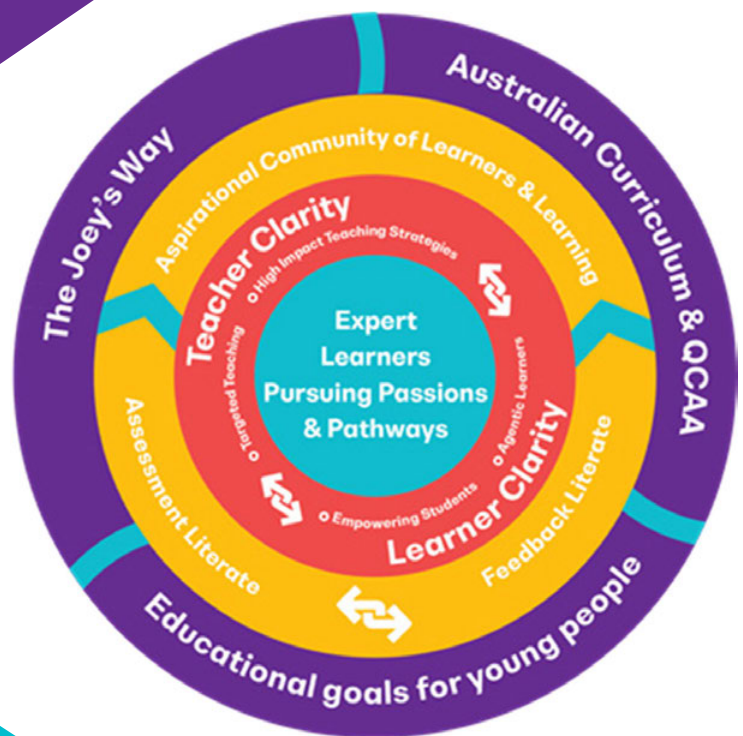 The Joey's Way
Australian Curriculum & QCAA
Educational goals for young people
Aspirational Community of Learners & Learning
Assessment Literate
Feedback Literate
Teacher Clarity
High Impact Teaching Strategies
Targeted Teaching
Learner Clarity
Agentic Learners
Empowering Students
Expert
Learners
Pursuing Passions
& Pathways